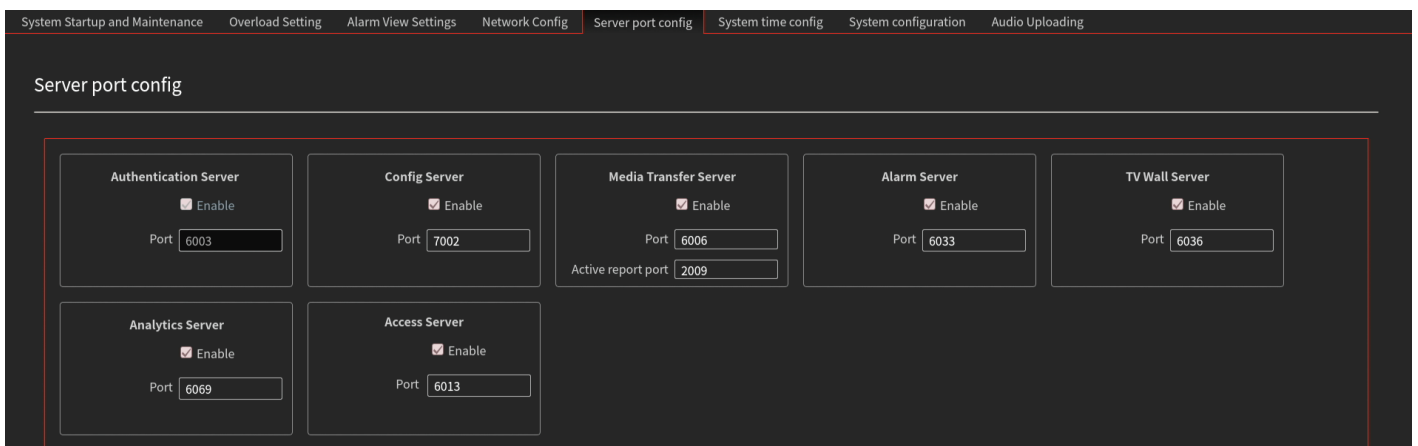 System Startup and Maintenance Overload Setting Alarm View Settings Network Config Server port config System time config System configuration Audio Uploading
Server port config
Authentication Server Config Server Media Transfer Server Alarm Server TV Wall Server
Enable Enable Enable Enable Enable
Port 6003 Port 7002 Port 6006 Port 6033 Port 6036
Active report port 2009
Analytics Server Access Server
Enable Enable
Port 6069 Port 6013